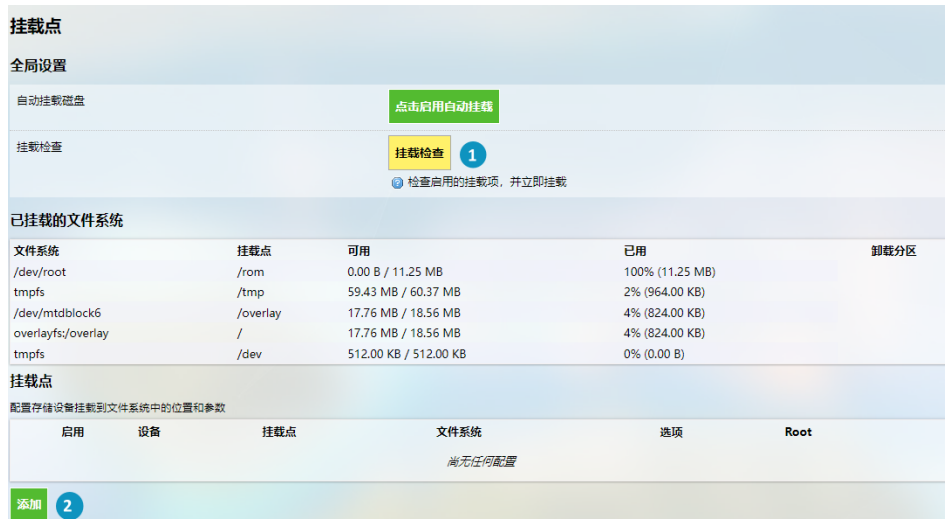 挂载点
全局设置
自动挂载磁盘 点击启用自动挂载
挂载检查 挂载检查 1
检查启用的挂载项，并立即挂载
已挂载的文件系统
文件系统 挂载点 可用 已用 卸载分区
/dev/root /rom 0.00 B / 11.25 MB 100% (11.25 MB)
tmpfs /tmp 59.43 MB / 60.37 MB 2% (964.00 KB)
/dev/mtdblock6 /overlay 17.76 MB / 18.56 MB 4% (824.00 KB)
overlayfs:/overlay / 17.76 MB / 18.56 MB 4% (824.00 KB)
tmpfs /dev 512.00 KB / 512.00 KB 0% (0.00 B)
挂载点
配置存储设备挂载到文件系统中的位置和参数
启用 设备 挂载点 文件系统 选项 Root
尚无任何配置
添加 2